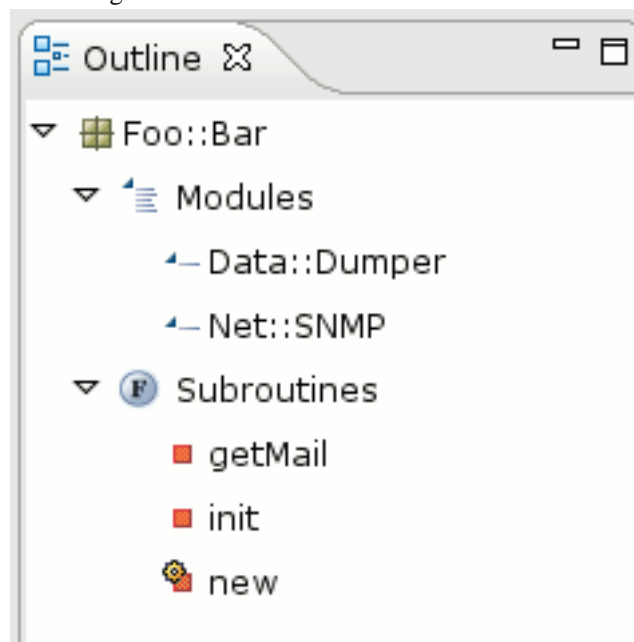 Outline
Foo::Bar
Modules
Data::Dumper
Net::SNMP
F Subroutines
getMail
init
new